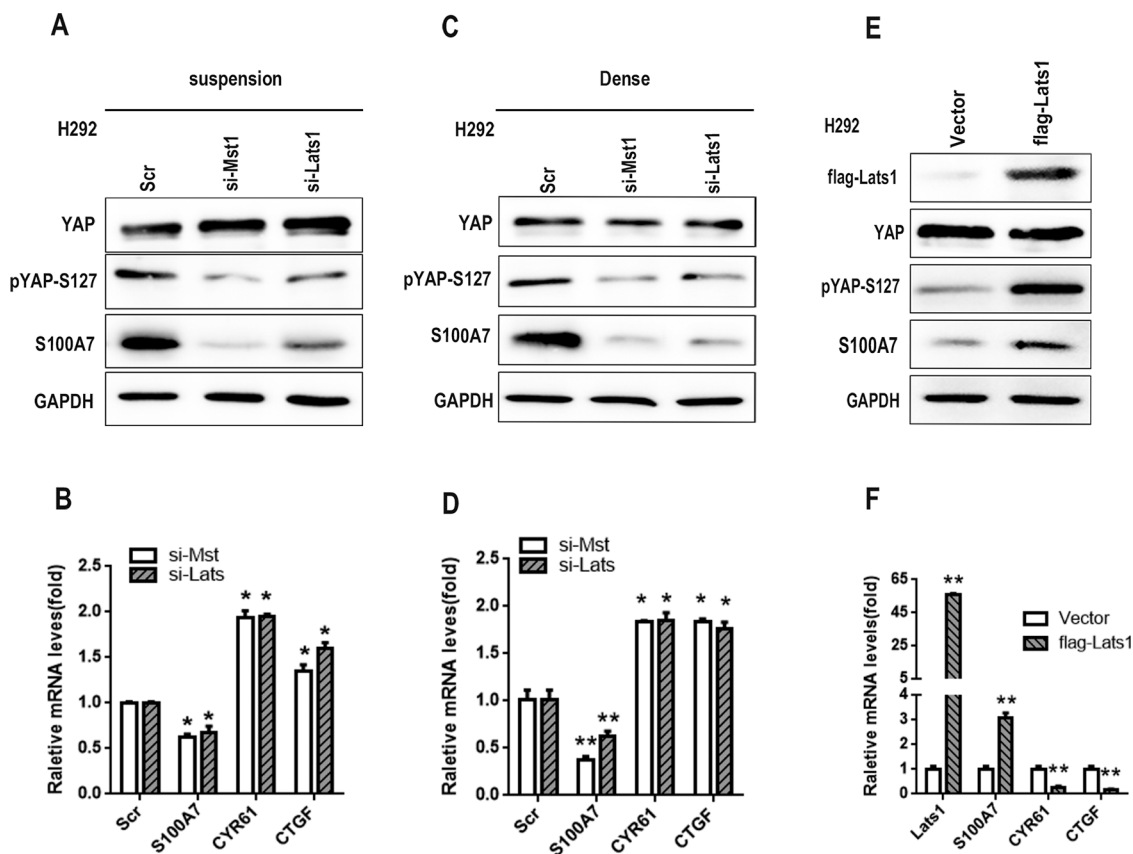 A
suspension
H292
Scr
si-Mst1
si-Lats1
YAP
pYAP-S127
S100A7
GAPDH
C
Dense
H292
Scr
si-Mst1
si-Lats1
YAP
pYAP-S127
S100A7
GAPDH
E
H292
Vector
flag-Lats1
flag-Lats1
YAP
pYAP-S127
S100A7
GAPDH
B
Raletive mRNA levels(fold)
2.5
2.0
1.5
1.0
0.5
0.0
si-Mst
si-Lats
* * * * * *
Scr
S100A7
CYR61
CTGF
D
Raletive mRNA levels(fold)
2.5
2.0
1.5
1.0
0.5
0.0
si-Mst
si-Lats
** ** * * * *
Scr
S100A7
CYR61
CTGF
F
Raletive mRNA levels(fold)
65
45
25
5
4
3
2
1
0
Vector
flag-Lats1
** ** ** **
Lats1
S100A7
CYR61
CTGF